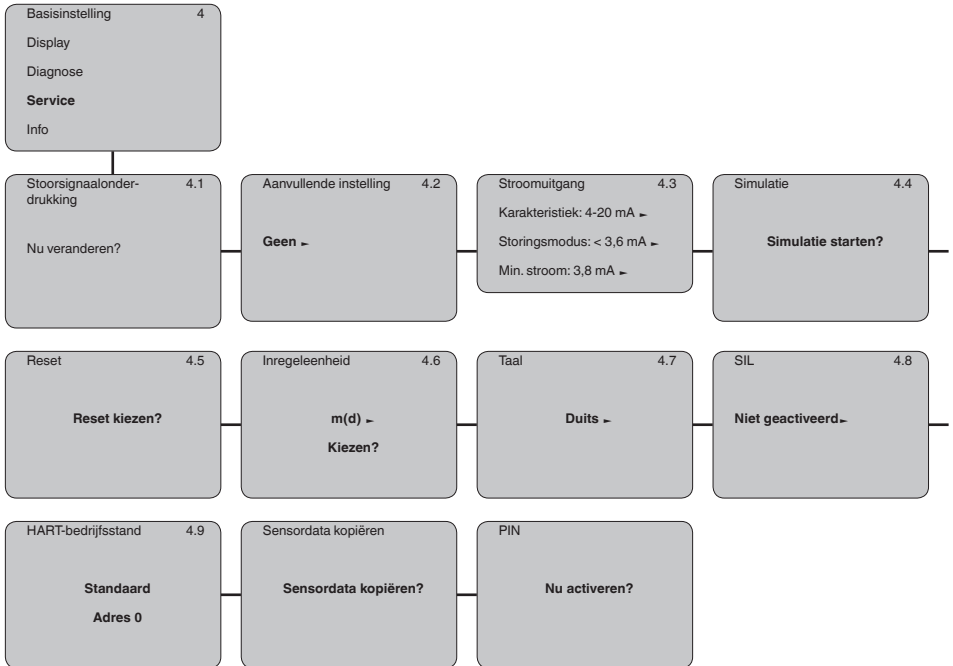 Basisinstelling 4
Display
Diagnose
Service
Info
Stoorsignaalonder- 4.1
drukking
Nu veranderen?
Aanvullende instelling 4.2
Geen ►
Stroomuitgang 4.3
Karakteristiek: 4-20 mA ►
Storingsmodus: < 3,6 mA ►
Min. stroom: 3,8 mA ►
Simulatie 4.4
Simulatie starten?
Reset 4.5
Reset kiezen?
Inregeleenheid 4.6
m(d) ►
Kiezen?
Taal 4.7
Duits ►
SIL 4.8
Niet geactiveerd ►
HART-bedrijfsstand 4.9
Standaard
Adres 0
Sensordata kopiëren
Sensordata kopiëren?
PIN
Nu activeren?